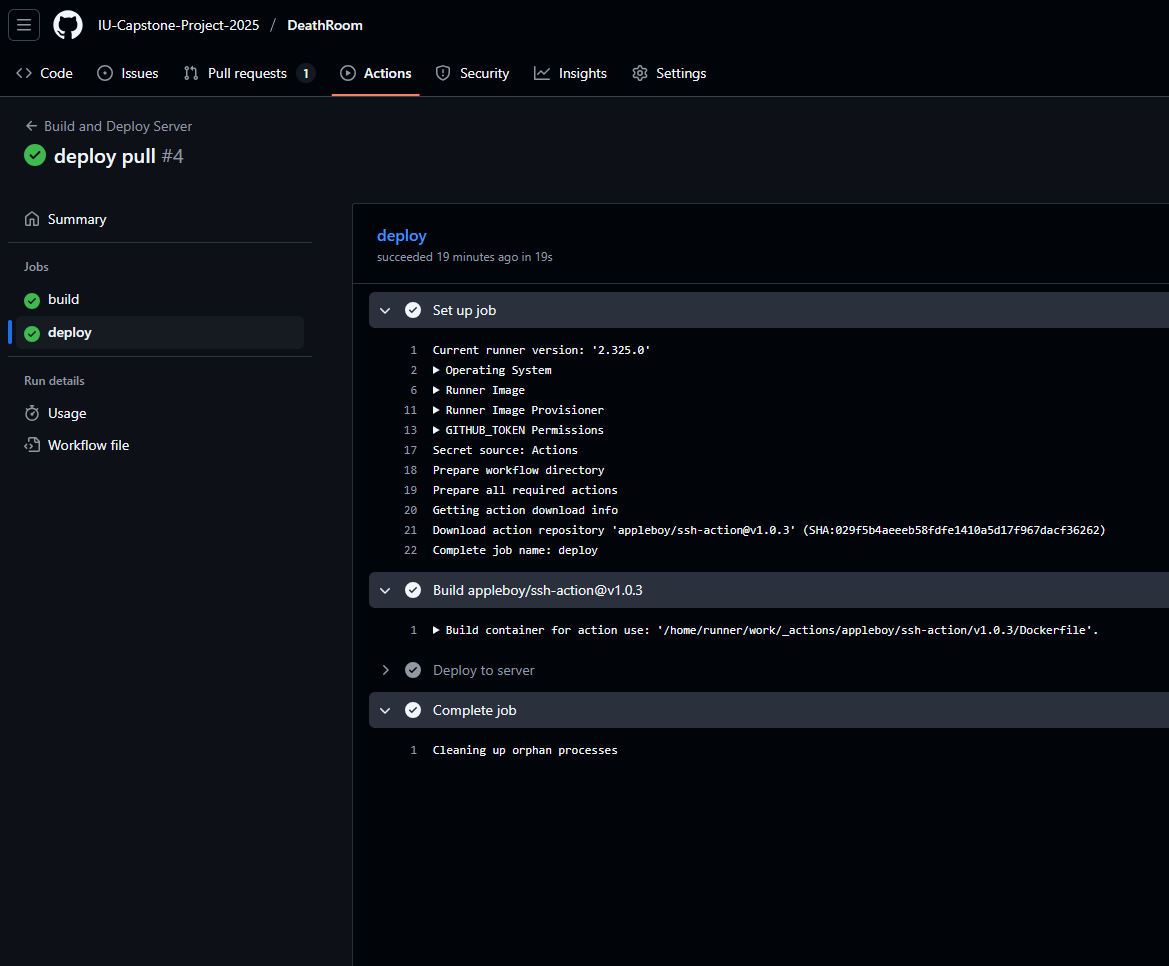 IU-Capstone-Project-2025 / DeathRoom
Code Issues Pull requests 1 Actions Security Insights Settings
Build and Deploy Server
deploy pull #4
Summary
Jobs
build
deploy
Run details
Usage
Workflow file
deploy
succeeded 19 minutes ago in 19s
Set up job
1 Current runner version: '2.325.0'
2 Operating System
6 Runner Image
11 Runner Image Provisioner
13 GITHUB_TOKEN Permissions
17 Secret source: Actions
18 Prepare workflow directory
19 Prepare all required actions
20 Getting action download info
21 Download action repository 'appleboy/ssh-action@v1.0.3' (SHA:029f5b4aeeeb58fdfe1410a5d17f967dacf36262)
22 Complete job name: deploy
Build appleboy/ssh-action@v1.0.3
1 Build container for action use: '/home/runner/work/_actions/appleboy/ssh-action/v1.0.3/Dockerfile'.
Deploy to server
Complete job
1 Cleaning up orphan processes